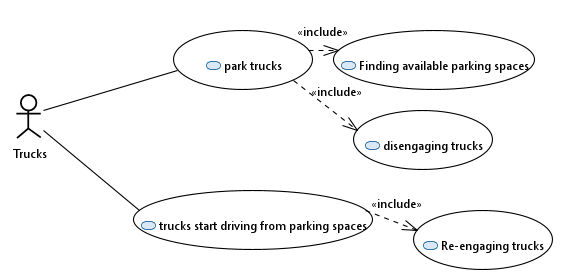 «include»
park trucks
Finding available parking spaces
«include»
Trucks
disengaging trucks
«include»
trucks start driving from parking spaces
Re-engaging trucks